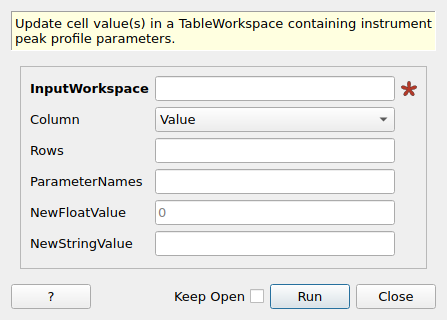 Update cell value(s) in a TableWorkspace containing instrument
peak profile parameters.
InputWorkspace *
Column Value
Rows
ParameterNames
NewFloatValue 0
NewStringValue
? Keep Open Run Close